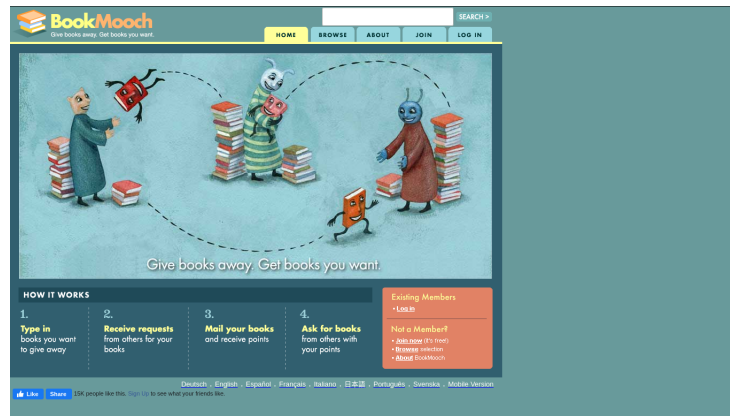 BookMooch
Give books away. Get books you want.
SEARCH >
HOME BROWSE ABOUT JOIN LOG IN
Give books away. Get books you want.
HOW IT WORKS
1.
Type in
books you want
to give away
2.
Receive requests
from others for your
books
3.
Mail your books
and receive points
4.
Ask for books
from others with
your points
Existing Members
• Log in
Not a Member?
• Join now (it's free!)
• Browse selection
• About BookMooch
Deutsch , English , Español , Français , Italiano , 日本語 , Português , Svenska , Mobile Version
Like Share 15K people like this. Sign Up to see what your friends like.